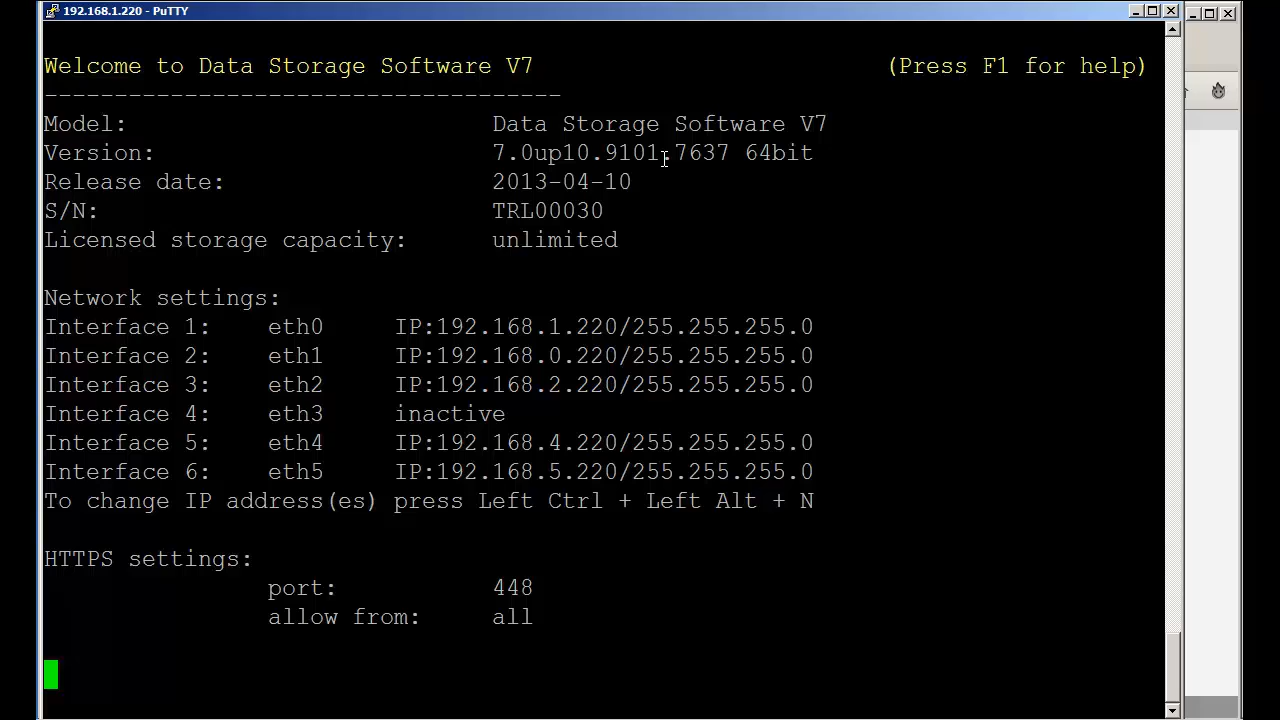 192.168.1.220 - PuTTY
Welcome to Data Storage Software V7 (Press F1 for help)
-------------------------------------
Model: Data Storage Software V7
Version: 7.0up10.9101.7637 64bit
Release date: 2013-04-10
S/N: TRL00030
Licensed storage capacity: unlimited
Network settings:
Interface 1: eth0 IP:192.168.1.220/255.255.255.0
Interface 2: eth1 IP:192.168.0.220/255.255.255.0
Interface 3: eth2 IP:192.168.2.220/255.255.255.0
Interface 4: eth3 inactive
Interface 5: eth4 IP:192.168.4.220/255.255.255.0
Interface 6: eth5 IP:192.168.5.220/255.255.255.0
To change IP address(es) press Left Ctrl + Left Alt + N
HTTPS settings:
port: 448
allow from: all